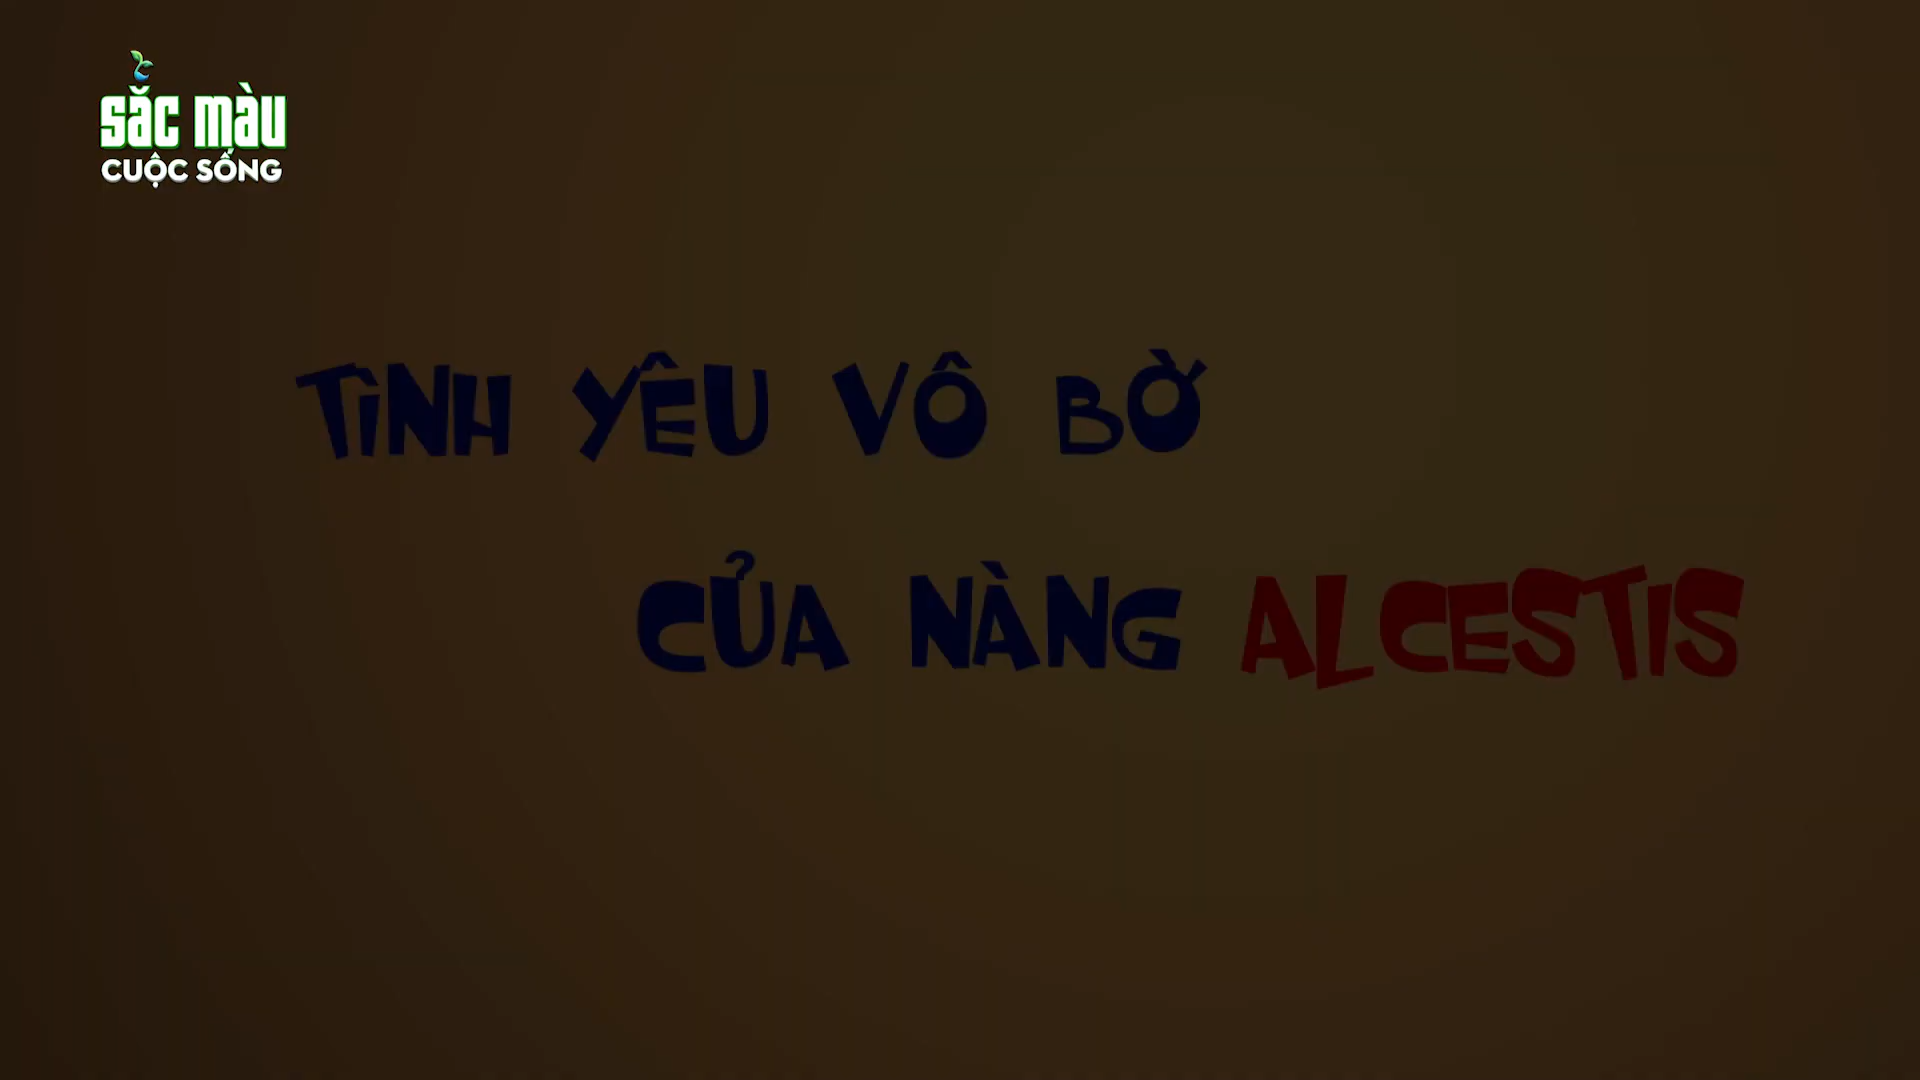 SẮC MÀU
CUỘC SỐNG
TÌNH YÊU VÔ BỜ
CỦA NÀNG ALCESTIS